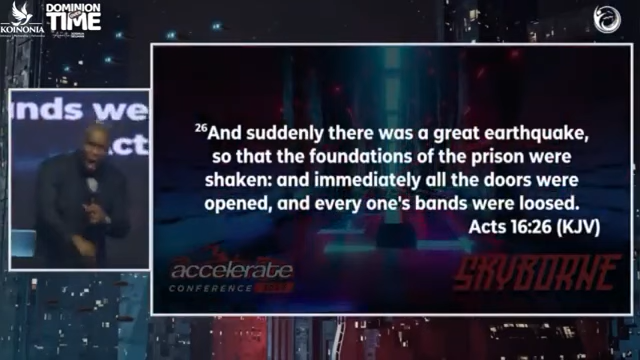 KOINONIA
DOMINION
TIME
nds we
Act
26And suddenly there was a great earthquake,
so that the foundations of the prison were
shaken: and immediately all the doors were
opened, and every one's bands were loosed.
Acts 16:26 (KJV)
accelerate
CONFERENCE
SKYBORNE